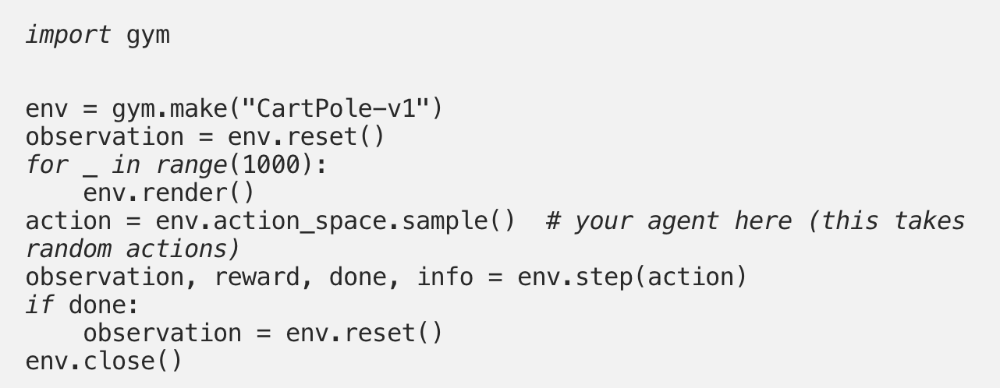 import gym
env = gym.make("CartPole-v1")
observation = env.reset()
for _ in range(1000):
    env.render()
action = env.action_space.sample()  # your agent here (this takes
random actions)
observation, reward, done, info = env.step(action)
if done:
    observation = env.reset()
env.close()